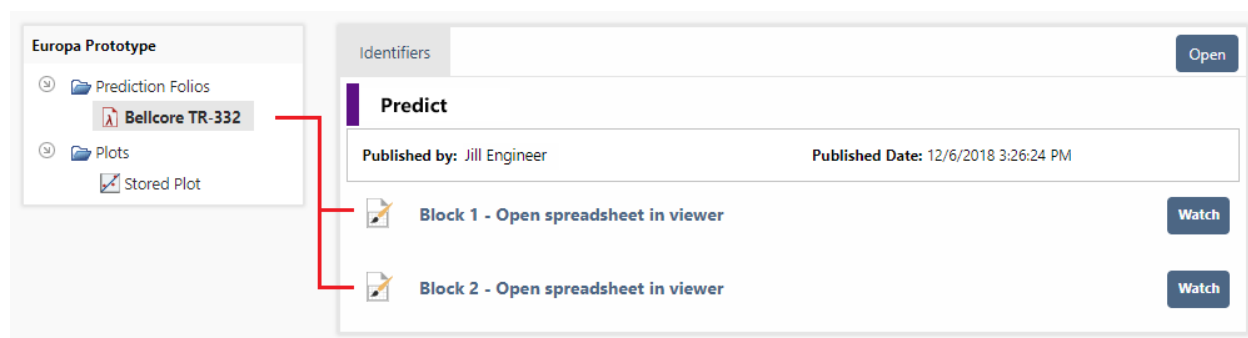 Europa Prototype
Prediction Folios
λ Bellcore TR-332
Plots
Stored Plot
Identifiers
Open
Predict
Published by: Jill Engineer
Published Date: 12/6/2018 3:26:24 PM
Block 1 - Open spreadsheet in viewer
Watch
Block 2 - Open spreadsheet in viewer
Watch